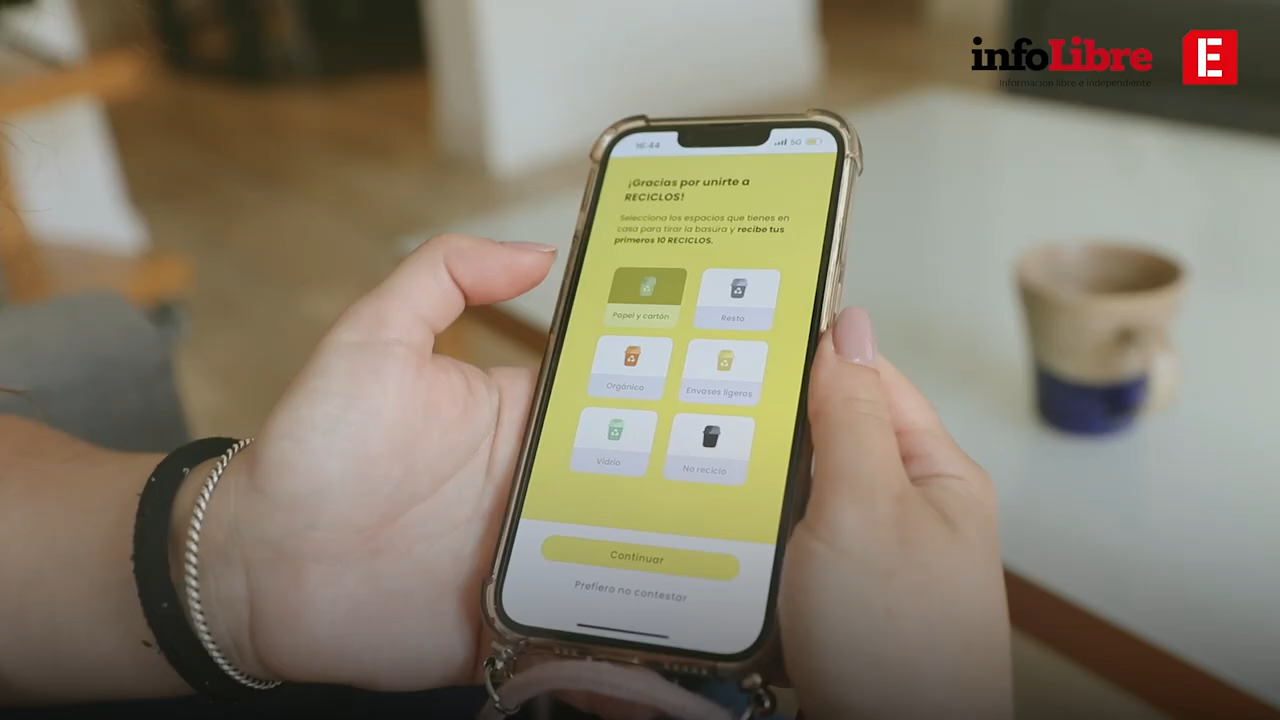 infoLibre
Información libre e independiente
E
16:44
5G
¡Gracias por unirte a
RECICLOS!
Selecciona los espacios que tienes en
casa para tirar la basura y recibe tus
primeros 10 RECICLOS.
Papel y cartón
Resto
Orgánico
Envases ligeros
Vidrio
No reciclo
Continuar
Prefiero no contestar